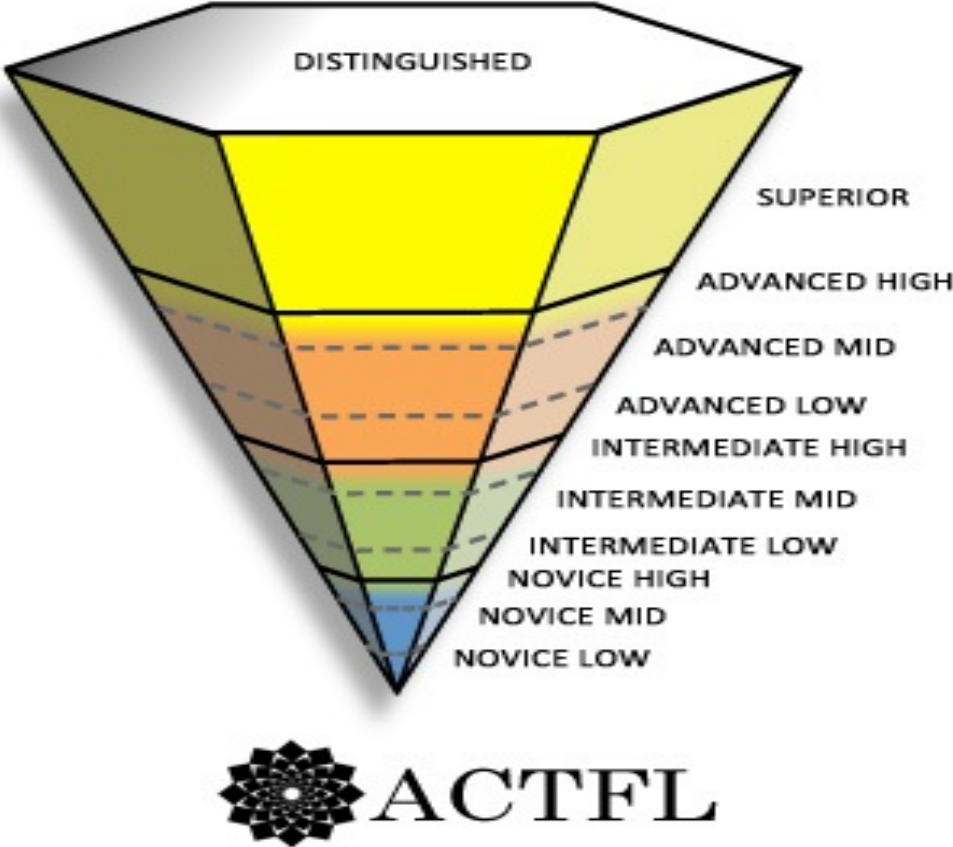 DISTINGUISHED
SUPERIOR
ADVANCED HIGH
ADVANCED MID
ADVANCED LOW
INTERMEDIATE HIGH
INTERMEDIATE MID
INTERMEDIATE LOW
NOVICE HIGH
NOVICE MID
NOVICE LOW
ACTFL